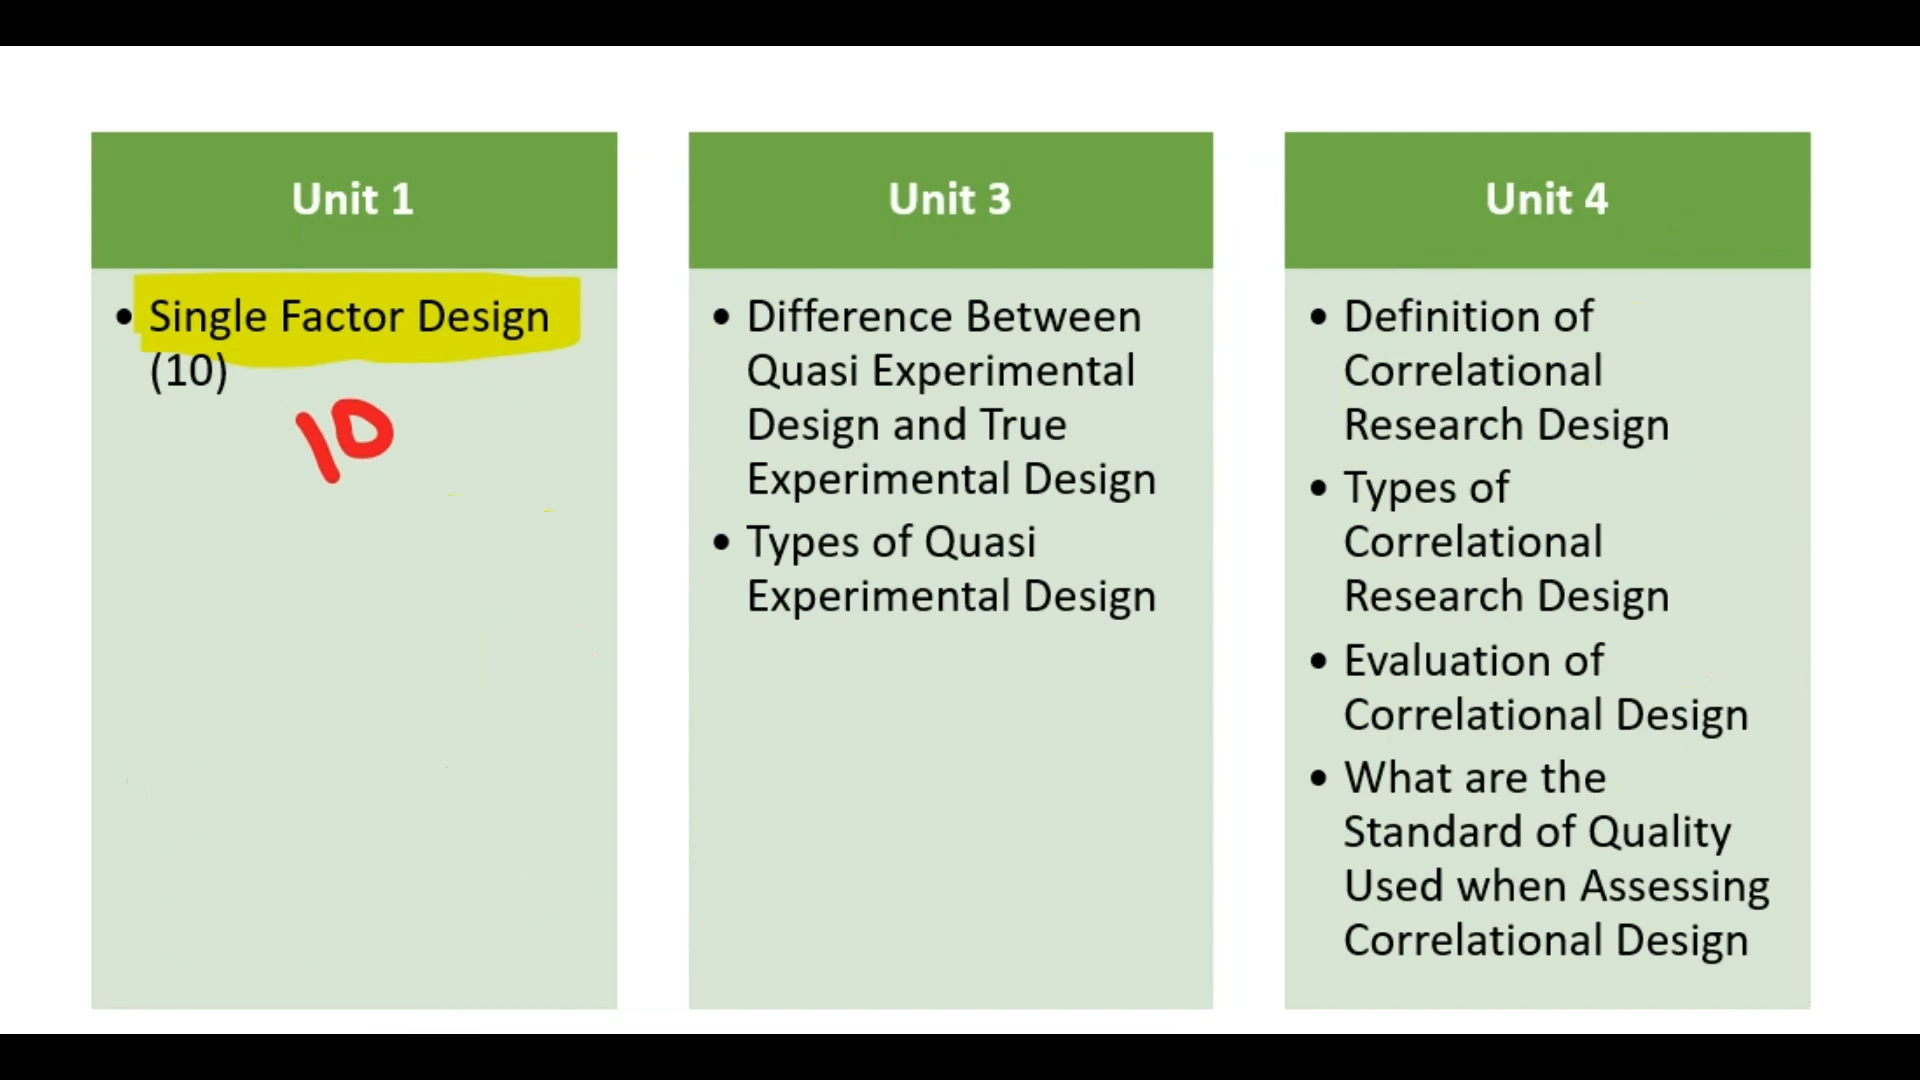 Unit 1
• Single Factor Design
(10)
10
Unit 3
• Difference Between
Quasi Experimental
Design and True
Experimental Design
• Types of Quasi
Experimental Design
Unit 4
• Definition of
Correlational
Research Design
• Types of
Correlational
Research Design
• Evaluation of
Correlational Design
• What are the
Standard of Quality
Used when Assessing
Correlational Design